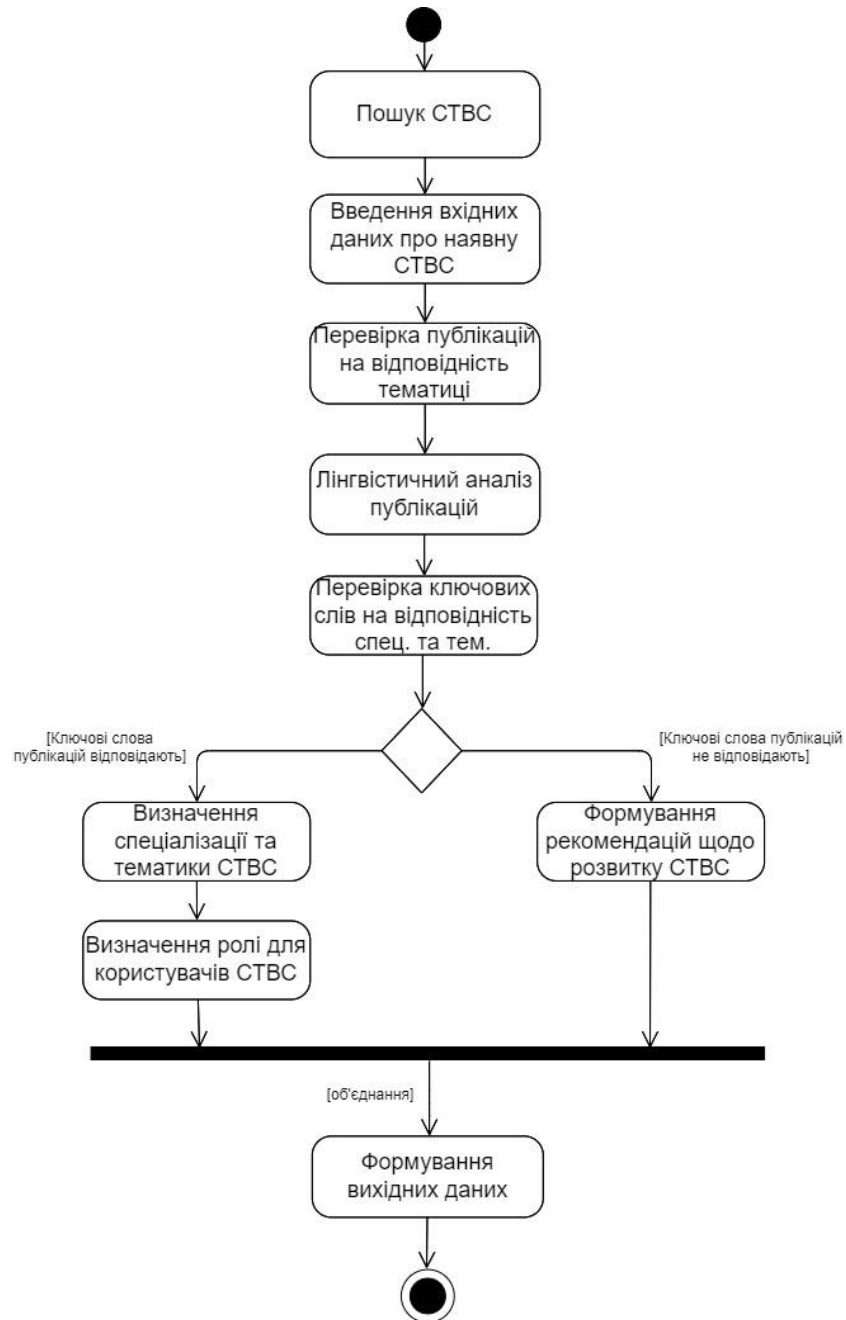 Пошук СТВС
Введення вхідних
даних про наявну
СТВС
Перевірка публікацій
на відповідність
тематиці
Лінгвістичний аналіз
публікацій
Перевірка ключових
слів на відповідність
спец. та тем.
[Ключові слова
публікацій відповідають]
[Ключові слова публікацій
не відповідають]
Визначення
спеціалізації та
тематики СТВС
Формування
рекомендацій щодо
розвитку СТВС
Визначення ролі для
користувачів СТВС
[об'єднання]
Формування
вихідних даних